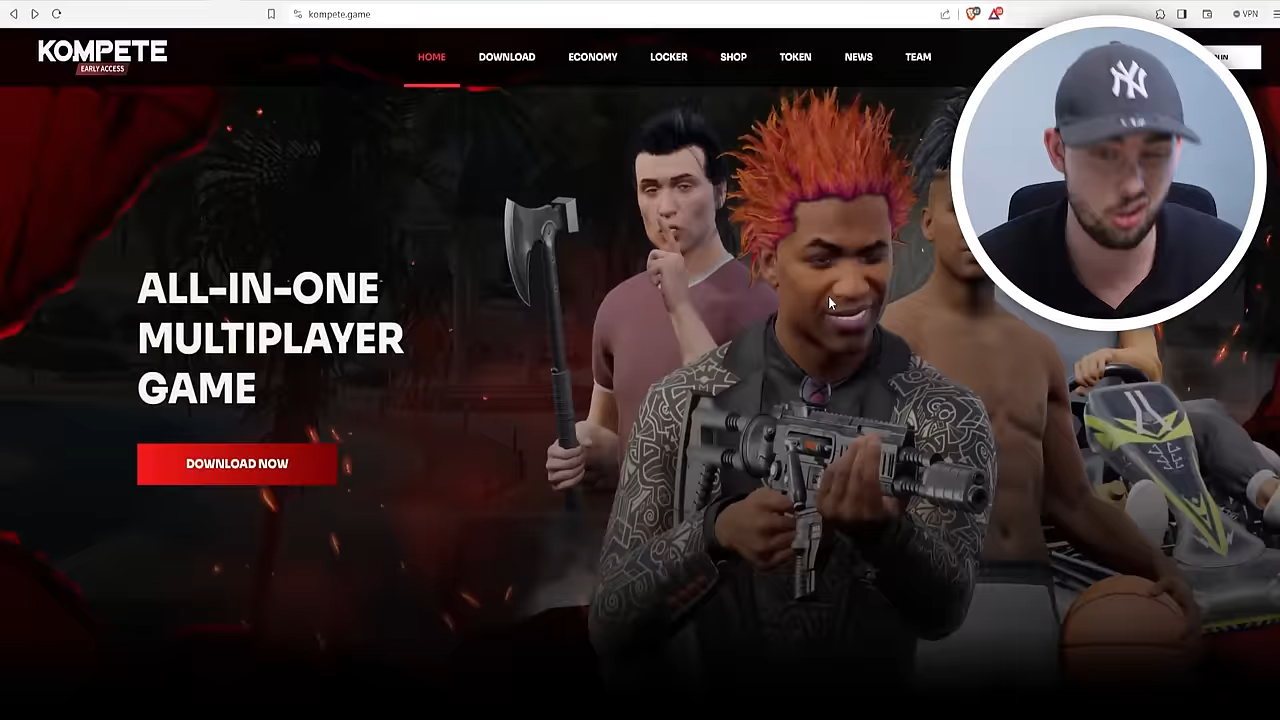 kompete.game
VPN
KOMPETE
EARLY ACCESS
HOME
DOWNLOAD
ECONOMY
LOCKER
SHOP
TOKEN
NEWS
TEAM
NY
ALL-IN-ONE
MULTIPLAYER
GAME
DOWNLOAD NOW